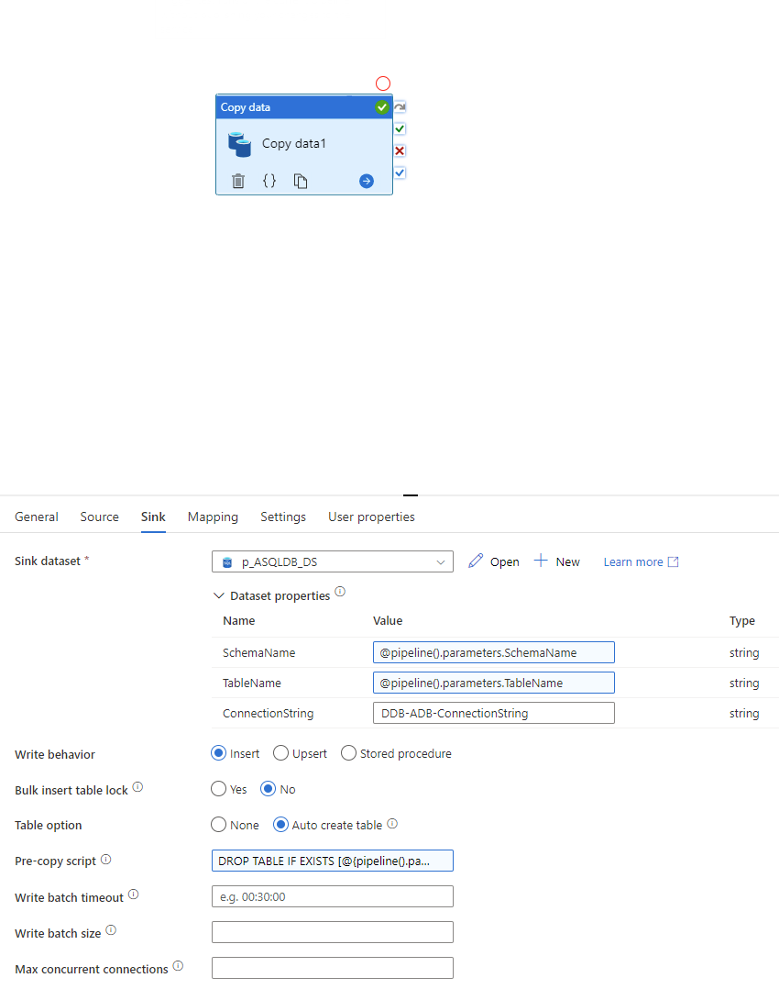 Copy data
Copy data1
General Source Sink Mapping Settings User properties
Sink dataset * p_ASQLDB_DS Open New Learn more
Dataset properties
Name Value Type
SchemaName @pipeline().parameters.SchemaName string
TableName @pipeline().parameters.TableName string
ConnectionString DDB-ADB-ConnectionString string
Write behavior Insert Upsert Stored procedure
Bulk insert table lock Yes No
Table option None Auto create table
Pre-copy script DROP TABLE IF EXISTS [@{pipeline().pa...
Write batch timeout e.g. 00:30:00
Write batch size
Max concurrent connections